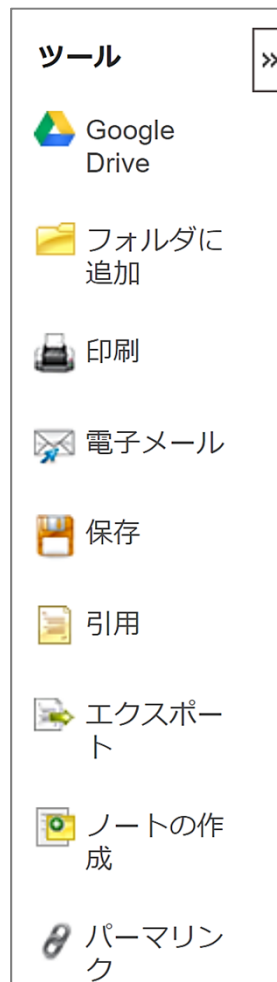 ツール
»
Google
Drive
フォルダに
追加
印刷
電子メール
保存
引用
エクスポー
ト
ノートの作
成
パーマリン
ク